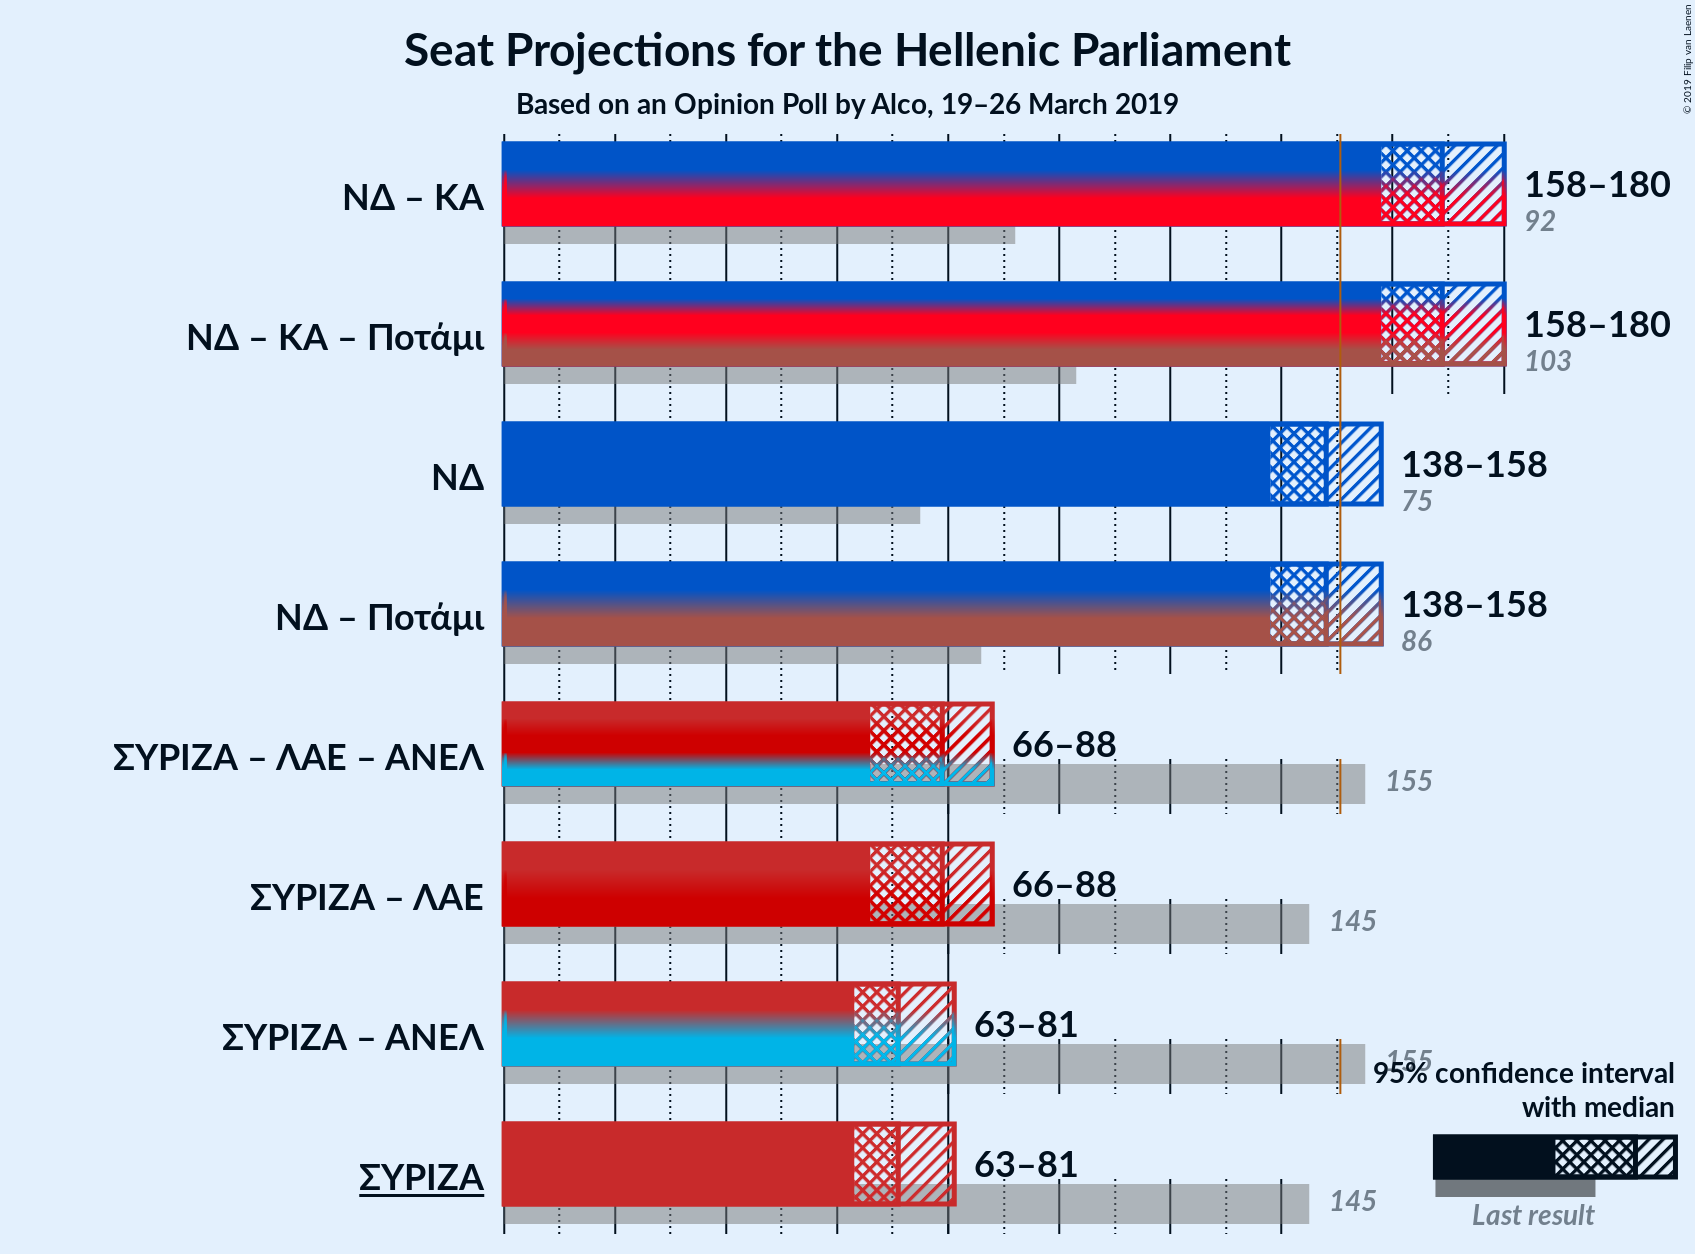 Seat Projections for the Hellenic Parliament
Based on an Opinion Poll by Alco, 19–26 March 2019
© 2019 Filip van Laenen
ΝΔ – ΚΑ
158–180
92
ΝΔ – ΚΑ – Ποτάμι
158–180
103
ΝΔ
138–158
75
ΝΔ – Ποτάμι
138–158
86
ΣΥΡΙΖΑ – ΛΑΕ – ΑΝΕΛ
66–88
155
ΣΥΡΙΖΑ – ΛΑΕ
66–88
145
ΣΥΡΙΖΑ – ΑΝΕΛ
63–81
155
ΣΥΡΙΖΑ
63–81
145
95% confidence interval
with median
Last result